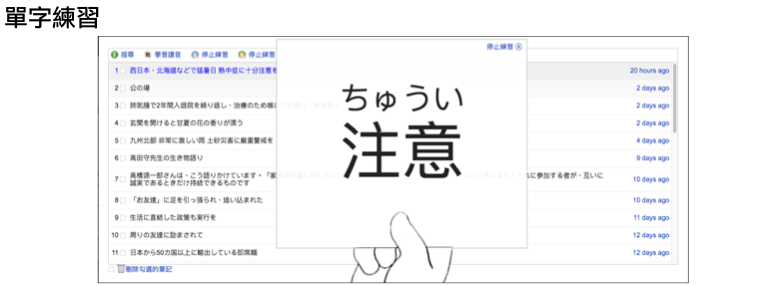 單字練習
停止練習
搜尋 學習讀音 停止練習 停止練習
1 西日本・北海道などで猛暑日 熱中症に十分注意を 20 hours ago
2 公の場 2 days ago
3 肺気腫で2年間入退院を繰り返し・治療のため 2 days ago
4 玄関を開けると甘夏の花の香りが漂う 2 days ago
5 九州北部 非常に激しい雨 土砂災害に厳重警戒を 4 days ago
6 高田守先生の生き物語り 9 days ago
7 高橋源一郎さんは・こう語りかけています・「家 に参加する者が・互いに 10 days ago
誠実であるときだけ持続できるものです
8 「お友達」に足を引っ張られ・追い込まれた 10 days ago
9 生活に直結した政策も実行を 11 days ago
10 周りの友達に励まされて 12 days ago
11 日本から50カ国以上に輸出している即席麺 12 days ago
刪除勾選的筆記
ちゅうい
注意